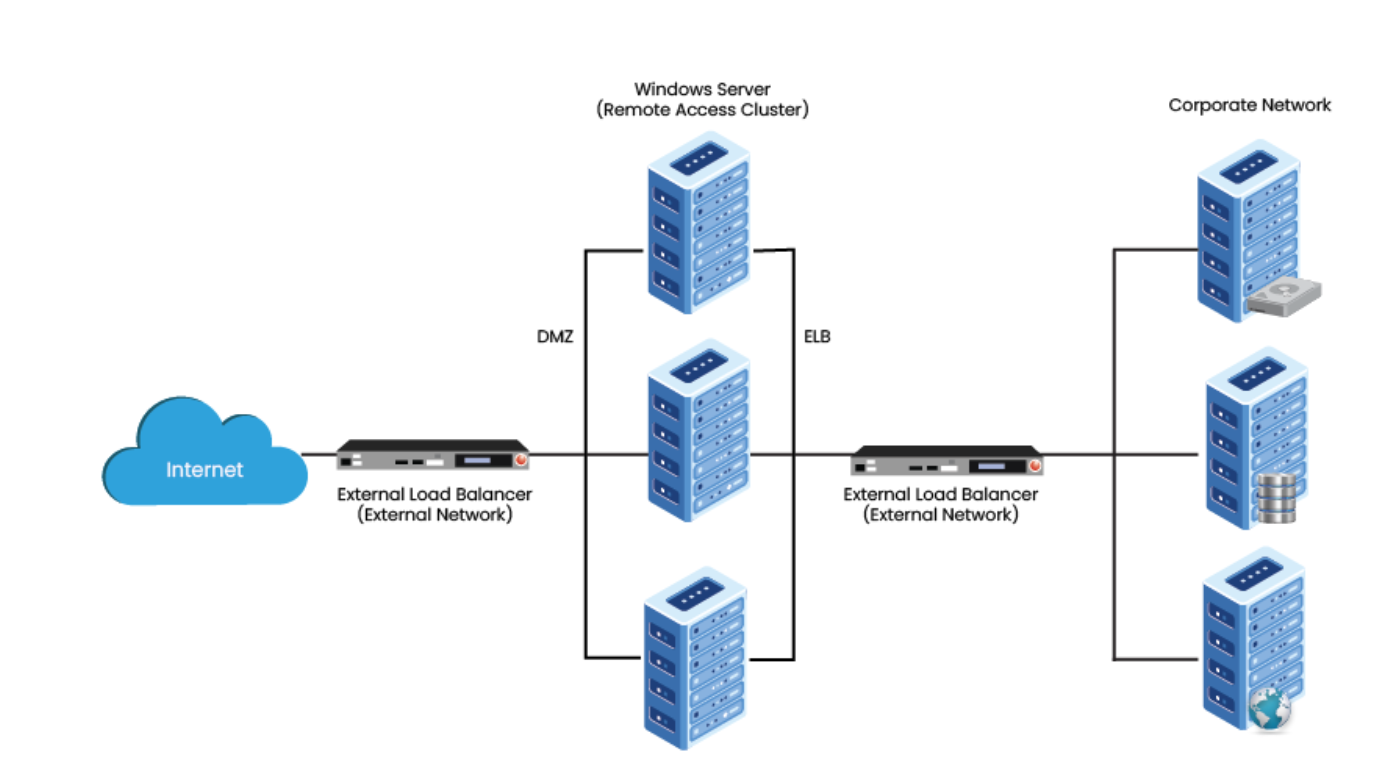 Windows Server
(Remote Access Cluster)
Corporate Network
DMZ
ELB
Internet
External Load Balancer
(External Network)
External Load Balancer
(External Network)